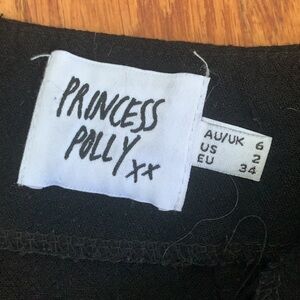 PRINCESS
POLLY xx
AU/UK 6
US 2
EU 34